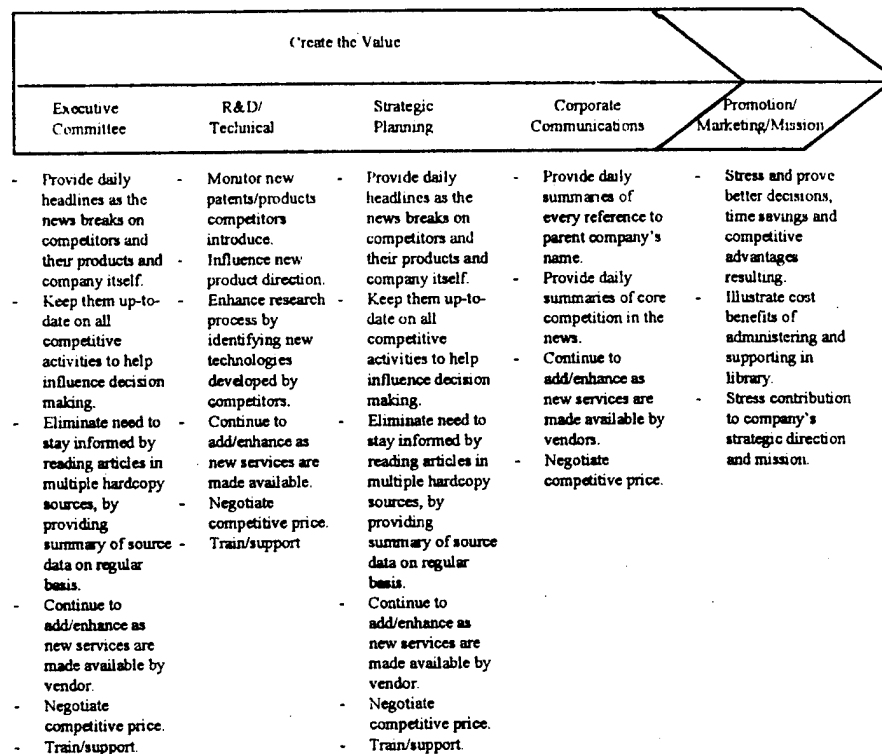 Create the Value
Executive
Committee
R&D/
Technical
Strategic
Planning
Corporate
Communications
Promotion/
Marketing/Mission
- Provide daily
headlines as the
news breaks on
competitors and
their products and
company itself.
- Keep them up-to-
date on all
competitive
activities to help
influence decision
making.
- Eliminate need to
stay informed by
reading articles in
multiple hardcopy
sources, by
providing
summary of source
data on regular
basis.
- Continue to
add/enhance as
new services are
made available by
vendor.
- Negotiate
competitive price.
- Train/support.
- Monitor new
patents/products
competitors
introduce.
- Influence new
product direction.
- Enhance research
process by
identifying new
technologies
developed by
competitors.
- Continue to
add/enhance as
new services are
made available.
- Negotiate
competitive price.
- Train/support
- Provide daily
headlines as the
news breaks on
competitors and
their products and
company itself.
- Keep them up-to-
date on all
competitive
activities to help
influence decision
making.
- Eliminate need to
stay informed by
reading articles in
multiple hardcopy
sources, by
providing
summary of source
data on regular
basis.
- Continue to
add/enhance as
new services are
made available by
vendor.
- Negotiate
competitive price.
- Train/support.
- Provide daily
summaries of
every reference to
parent company's
name.
- Provide daily
summaries of core
competition in the
news.
- Continue to
add/enhance as
new services are
made available by
vendors.
- Negotiate
competitive price.
- Stress and prove
better decisions,
time savings and
competitive
advantages
resulting.
- Illustrate cost
benefits of
administering and
supporting in
library.
- Stress contribution
to company's
strategic direction
and mission.